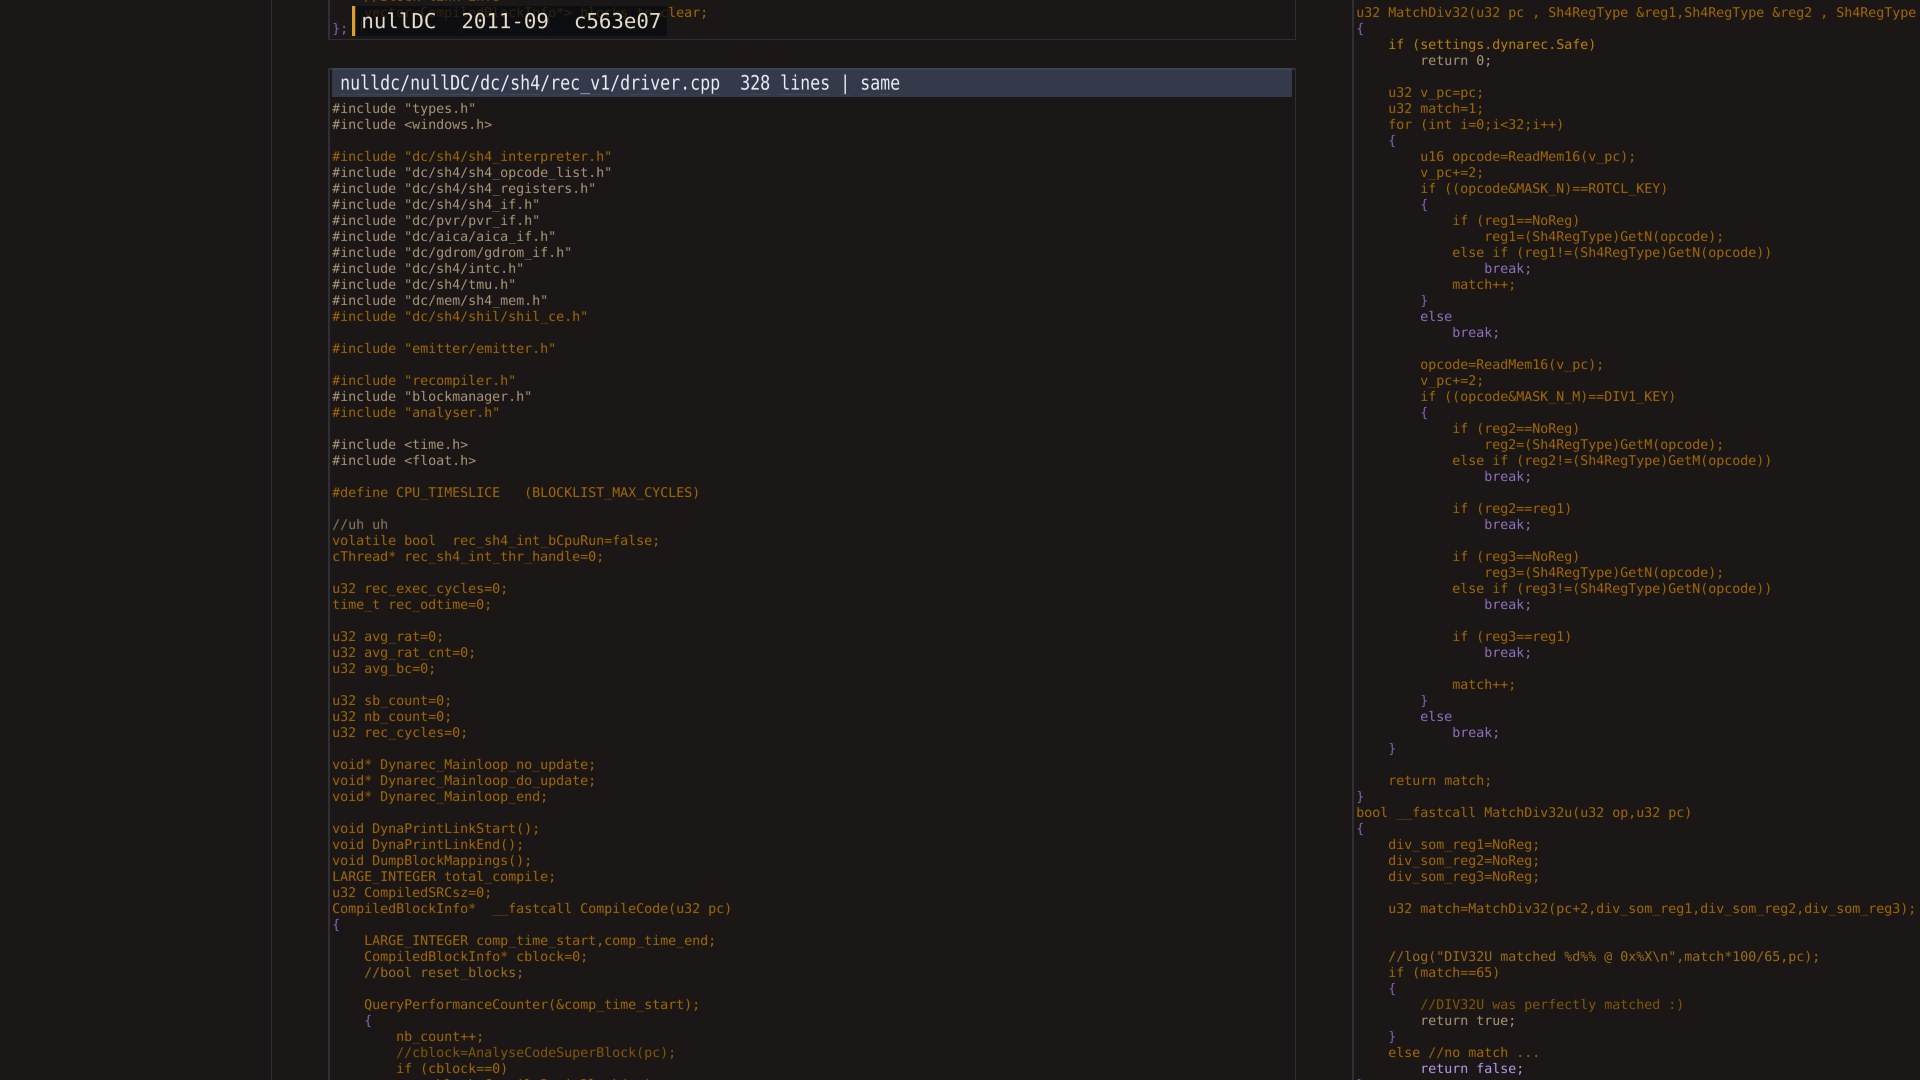 nullDC  2011-09  c563e07
lear;
};
nulldc/nullDC/dc/sh4/rec_v1/driver.cpp  328 lines | same
#include "types.h"
#include <windows.h>
#include "dc/sh4/sh4_interpreter.h"
#include "dc/sh4/sh4_opcode_list.h"
#include "dc/sh4/sh4_registers.h"
#include "dc/sh4/sh4_if.h"
#include "dc/pvr/pvr_if.h"
#include "dc/aica/aica_if.h"
#include "dc/gdrom/gdrom_if.h"
#include "dc/sh4/intc.h"
#include "dc/sh4/tmu.h"
#include "dc/mem/sh4_mem.h"
#include "dc/sh4/shil/shil_ce.h"
#include "emitter/emitter.h"
#include "recompiler.h"
#include "blockmanager.h"
#include "analyser.h"
#include <time.h>
#include <float.h>
#define CPU_TIMESLICE   (BLOCKLIST_MAX_CYCLES)
//uh uh
volatile bool  rec_sh4_int_bCpuRun=false;
cThread* rec_sh4_int_thr_handle=0;
u32 rec_exec_cycles=0;
time_t rec_odtime=0;
u32 avg_rat=0;
u32 avg_rat_cnt=0;
u32 avg_bc=0;
u32 sb_count=0;
u32 nb_count=0;
u32 rec_cycles=0;
void* Dynarec_Mainloop_no_update;
void* Dynarec_Mainloop_do_update;
void* Dynarec_Mainloop_end;
void DynaPrintLinkStart();
void DynaPrintLinkEnd();
void DumpBlockMappings();
LARGE_INTEGER total_compile;
u32 CompiledSRCsz=0;
CompiledBlockInfo*  __fastcall CompileCode(u32 pc)
{
    LARGE_INTEGER comp_time_start,comp_time_end;
    CompiledBlockInfo* cblock=0;
    //bool reset_blocks;
    QueryPerformanceCounter(&comp_time_start);
    {
        nb_count++;
        //cblock=AnalyseCodeSuperBlock(pc);
        if (cblock==0)
u32 MatchDiv32(u32 pc , Sh4RegType &reg1,Sh4RegType &reg2 , Sh4RegType
{
    if (settings.dynarec.Safe)
        return 0;
    u32 v_pc=pc;
    u32 match=1;
    for (int i=0;i<32;i++)
    {
        u16 opcode=ReadMem16(v_pc);
        v_pc+=2;
        if ((opcode&MASK_N)==ROTCL_KEY)
        {
            if (reg1==NoReg)
                reg1=(Sh4RegType)GetN(opcode);
            else if (reg1!=(Sh4RegType)GetN(opcode))
                break;
            match++;
        }
        else
            break;
        opcode=ReadMem16(v_pc);
        v_pc+=2;
        if ((opcode&MASK_N_M)==DIV1_KEY)
        {
            if (reg2==NoReg)
                reg2=(Sh4RegType)GetM(opcode);
            else if (reg2!=(Sh4RegType)GetM(opcode))
                break;
            if (reg2==reg1)
                break;
            if (reg3==NoReg)
                reg3=(Sh4RegType)GetN(opcode);
            else if (reg3!=(Sh4RegType)GetN(opcode))
                break;
            if (reg3==reg1)
                break;
            match++;
        }
        else
            break;
    }
    return match;
}
bool __fastcall MatchDiv32u(u32 op,u32 pc)
{
    div_som_reg1=NoReg;
    div_som_reg2=NoReg;
    div_som_reg3=NoReg;
    u32 match=MatchDiv32(pc+2,div_som_reg1,div_som_reg2,div_som_reg3);
    //log("DIV32U matched %d%% @ 0x%X\n",match*100/65,pc);
    if (match==65)
    {
        //DIV32U was perfectly matched :)
        return true;
    }
    else //no match ...
        return false;